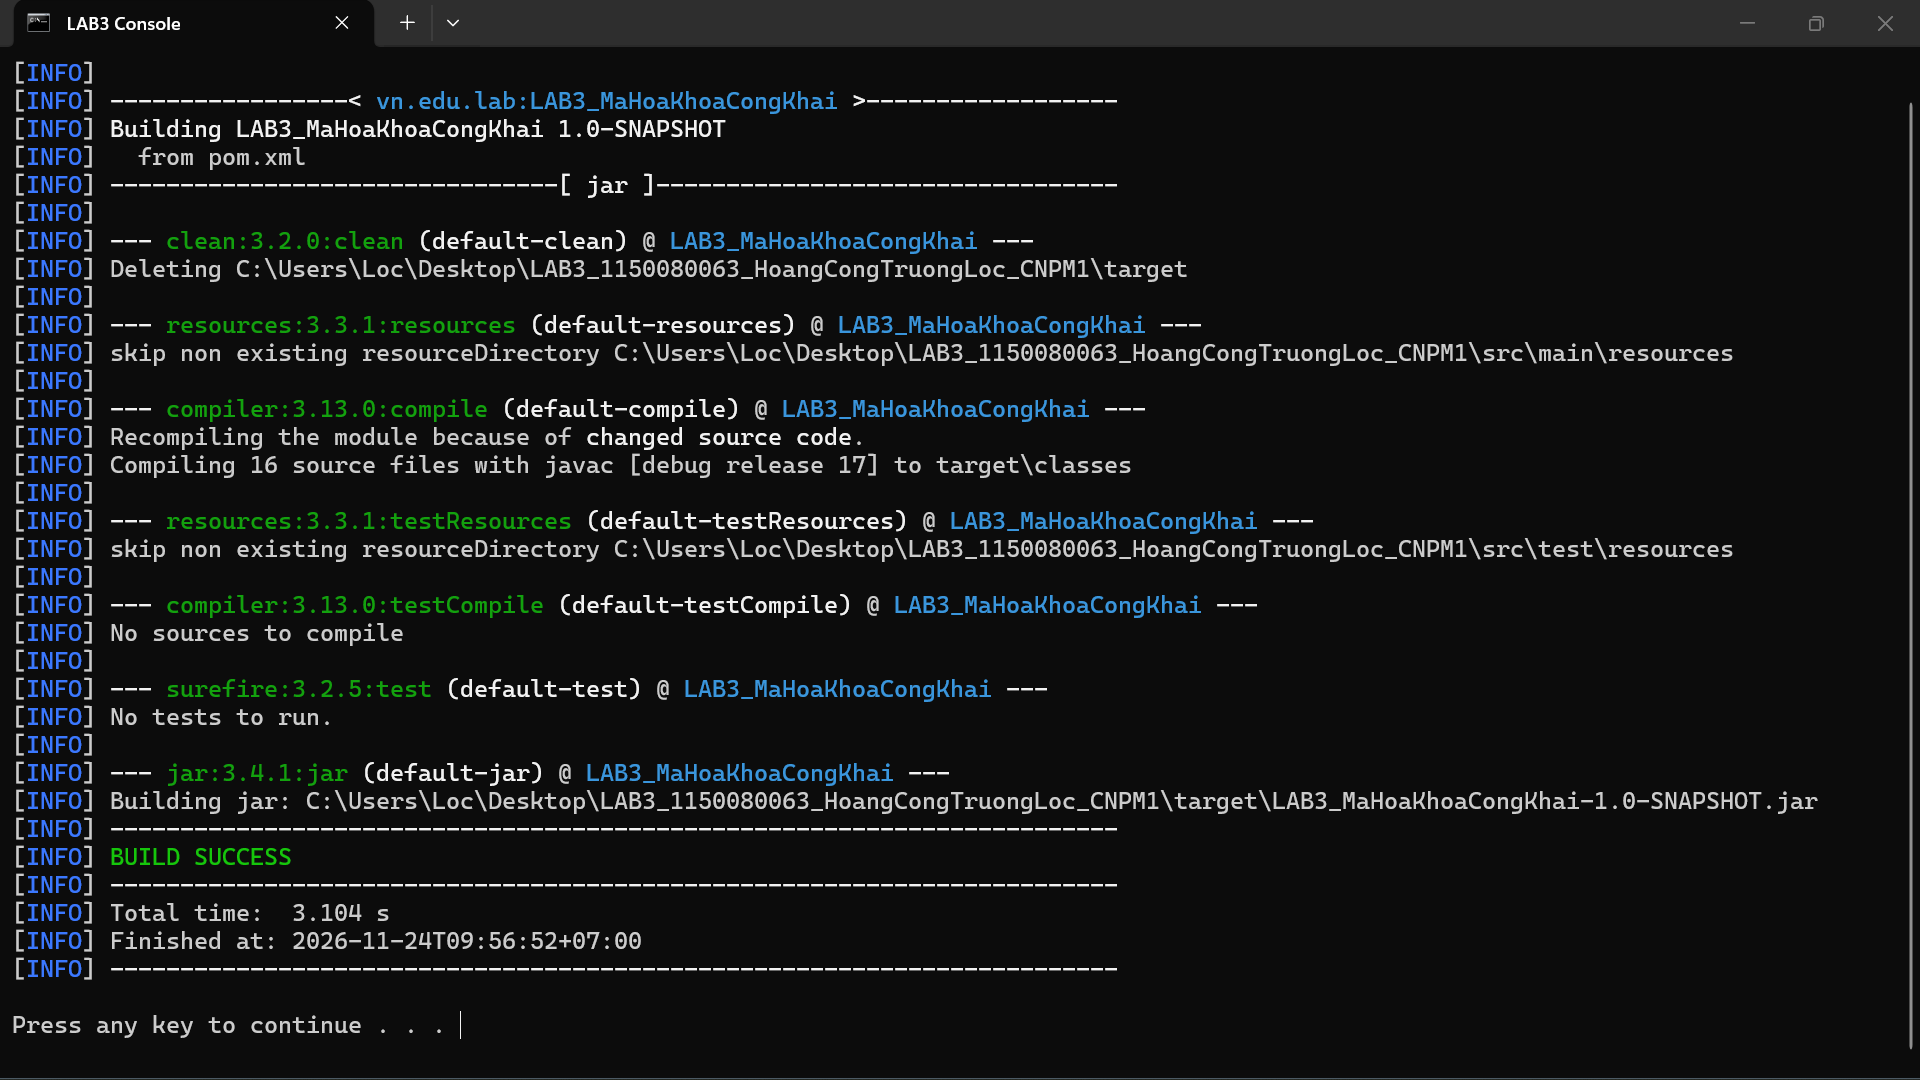 LAB3 Console
[INFO]
[INFO] -----------------< vn.edu.lab:LAB3_MaHoaKhoaCongKhai >------------------
[INFO] Building LAB3_MaHoaKhoaCongKhai 1.0-SNAPSHOT
[INFO]   from pom.xml
[INFO] --------------------------------[ jar ]---------------------------------
[INFO]
[INFO] --- clean:3.2.0:clean (default-clean) @ LAB3_MaHoaKhoaCongKhai ---
[INFO] Deleting C:\Users\Loc\Desktop\LAB3_1150080063_HoangCongTruongLoc_CNPM1\target
[INFO]
[INFO] --- resources:3.3.1:resources (default-resources) @ LAB3_MaHoaKhoaCongKhai ---
[INFO] skip non existing resourceDirectory C:\Users\Loc\Desktop\LAB3_1150080063_HoangCongTruongLoc_CNPM1\src\main\resources
[INFO]
[INFO] --- compiler:3.13.0:compile (default-compile) @ LAB3_MaHoaKhoaCongKhai ---
[INFO] Recompiling the module because of changed source code.
[INFO] Compiling 16 source files with javac [debug release 17] to target\classes
[INFO]
[INFO] --- resources:3.3.1:testResources (default-testResources) @ LAB3_MaHoaKhoaCongKhai ---
[INFO] skip non existing resourceDirectory C:\Users\Loc\Desktop\LAB3_1150080063_HoangCongTruongLoc_CNPM1\src\test\resources
[INFO]
[INFO] --- compiler:3.13.0:testCompile (default-testCompile) @ LAB3_MaHoaKhoaCongKhai ---
[INFO] No sources to compile
[INFO]
[INFO] --- surefire:3.2.5:test (default-test) @ LAB3_MaHoaKhoaCongKhai ---
[INFO] No tests to run.
[INFO]
[INFO] --- jar:3.4.1:jar (default-jar) @ LAB3_MaHoaKhoaCongKhai ---
[INFO] Building jar: C:\Users\Loc\Desktop\LAB3_1150080063_HoangCongTruongLoc_CNPM1\target\LAB3_MaHoaKhoaCongKhai-1.0-SNAPSHOT.jar
[INFO] ------------------------------------------------------------------------
[INFO] BUILD SUCCESS
[INFO] ------------------------------------------------------------------------
[INFO] Total time:  3.104 s
[INFO] Finished at: 2026-11-24T09:56:52+07:00
[INFO] ------------------------------------------------------------------------
Press any key to continue . . .